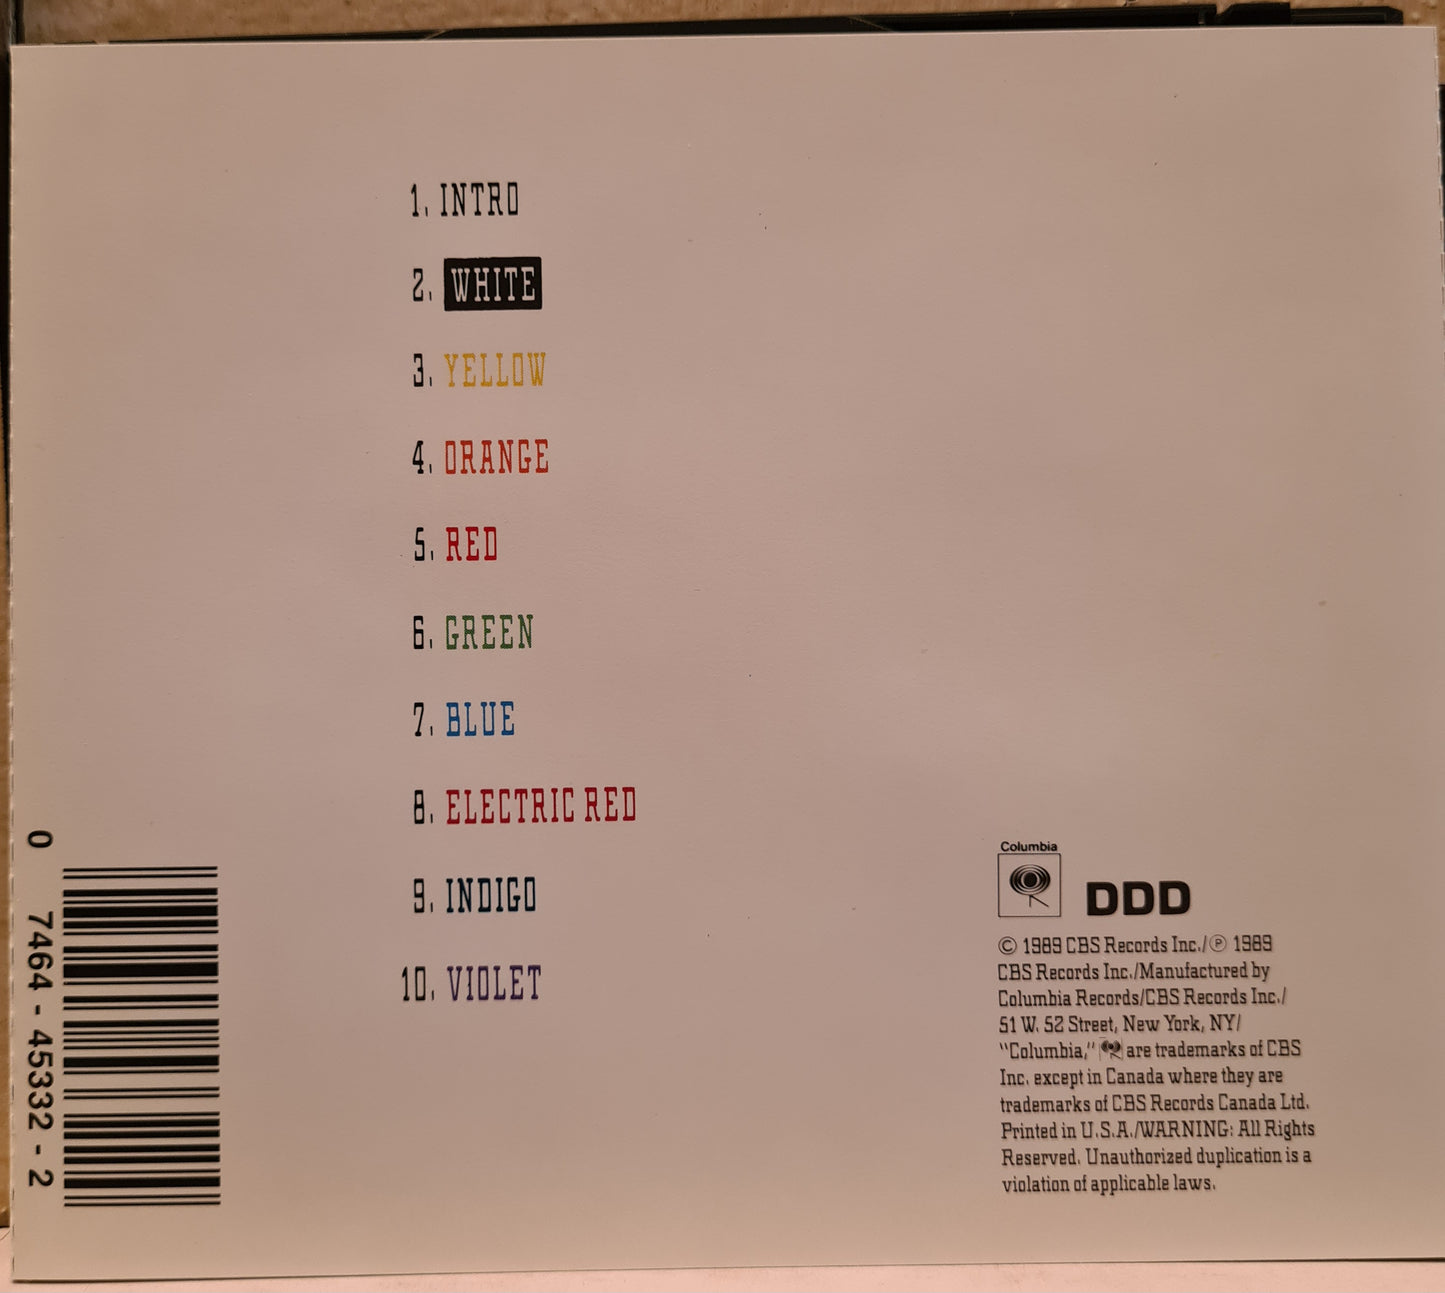 1. INTRO
2. WHITE
3. YELLOW
4. ORANGE
5. RED
6. GREEN
7. BLUE
8. ELECTRIC RED
9. INDIGO
10. VIOLET
0 7464-45332-2
Columbia
DDD
© 1989 CBS Records Inc./℗ 1989
CBS Records Inc./Manufactured by
Columbia Records/CBS Records Inc./
51 W. 52 Street, New York, NY/
"Columbia," are trademarks of CBS
Inc. except in Canada where they are
trademarks of CBS Records Canada Ltd.
Printed in U.S.A./WARNING: All Rights
Reserved. Unauthorized duplication is a
violation of applicable laws.